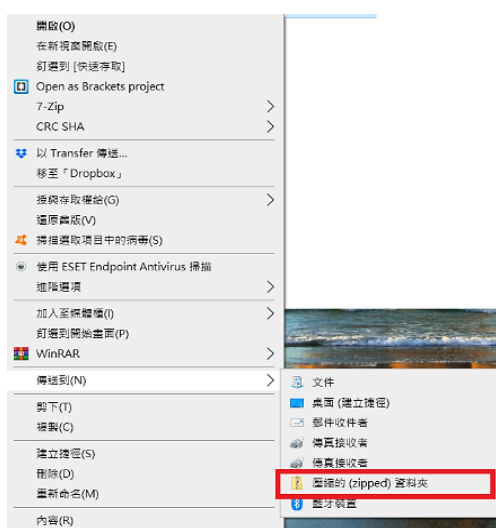 開啟(O)
在新視窗開啟(E)
釘選到 [快速存取]
Open as Brackets project
7-Zip
CRC SHA
以 Transfer 傳送...
移至「Dropbox」
授與存取權給(G)
還原舊版(V)
掃描選取項目中的病毒(S)
使用 ESET Endpoint Antivirus 掃描
進階選項
加入至媒體櫃(I)
釘選到開始畫面(P)
WinRAR
傳送到(N)
文件
桌面 (建立捷徑)
郵件收件者
傳真接收者
傳真接收者
壓縮的 (zipped) 資料夾
藍牙裝置
剪下(T)
複製(C)
建立捷徑(S)
刪除(D)
重新命名(M)
內容(R)